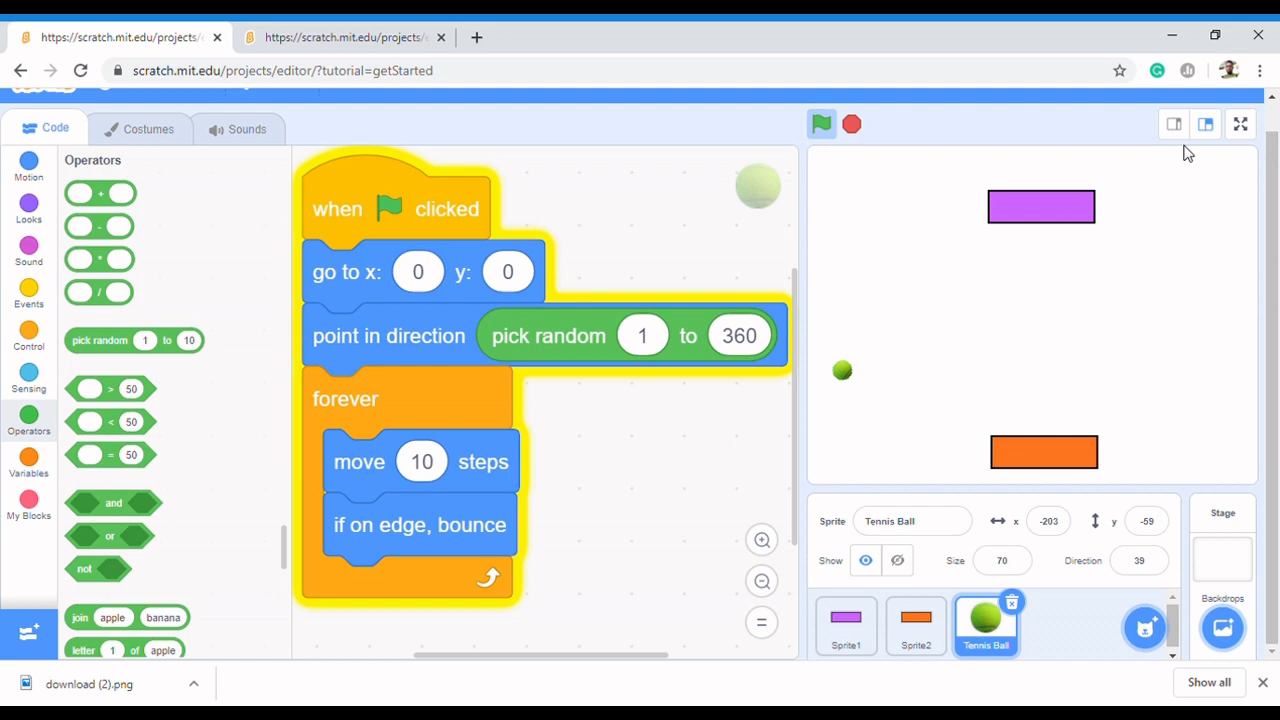 https://scratch.mit.edu/projects/
https://scratch.mit.edu/projects/
scratch.mit.edu/projects/editor/?tutorial=getStarted
Code
Costumes
Sounds
Motion
Looks
Sound
Events
Control
Sensing
Operators
Variables
My Blocks
Operators
+
-
*
/
pick random 1 to 10
> 50
< 50
= 50
and
or
not
join apple banana
letter 1 of apple
when clicked
go to x: 0 y: 0
point in direction pick random 1 to 360
forever
move 10 steps
if on edge, bounce
Sprite Tennis Ball x -203 y -59
Show Size 70 Direction 39
Sprite1
Sprite2
Tennis Ball
Stage
Backdrops
download (2).png
Show all